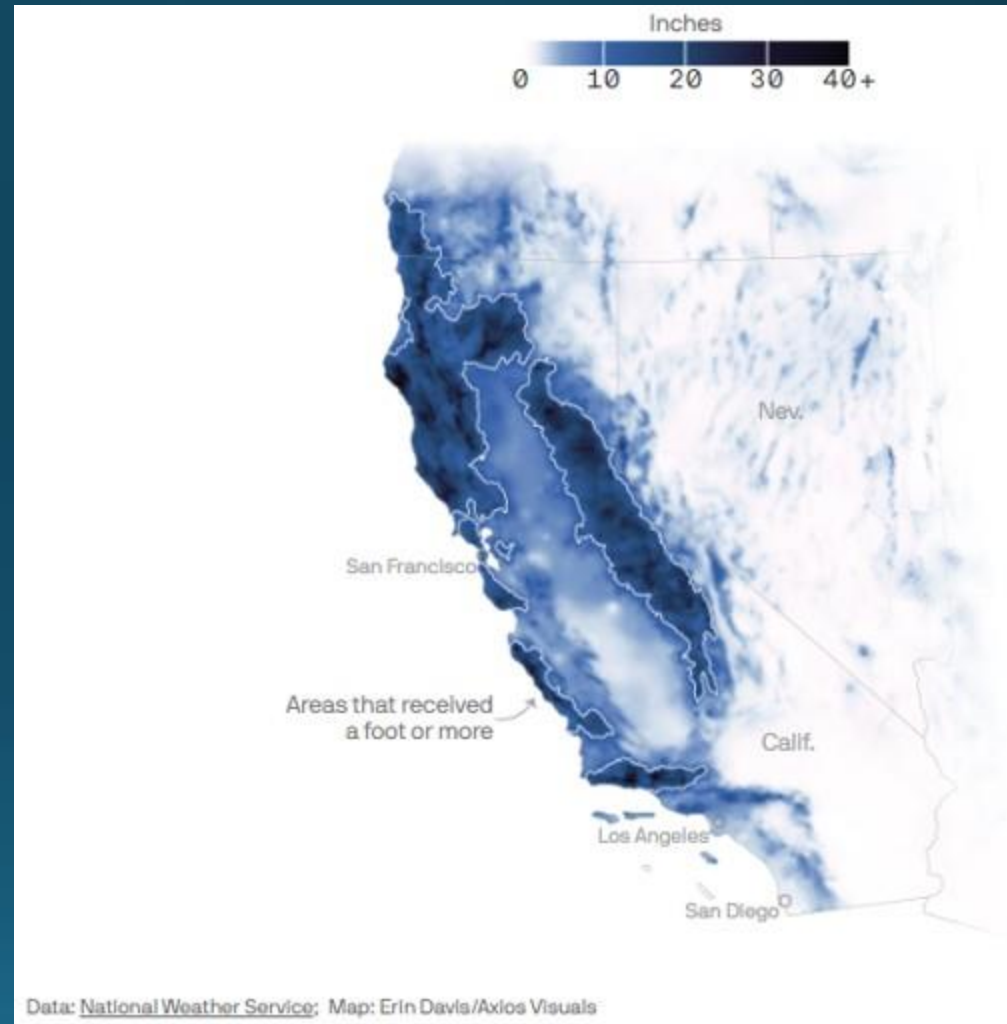 Inches
0 10 20 30 40+
Nev.
San Francisco
Areas that received
a foot or more
Calif.
Los Angeles
San Diego
Data: National Weather Service; Map: Erin Davis/Axios Visuals